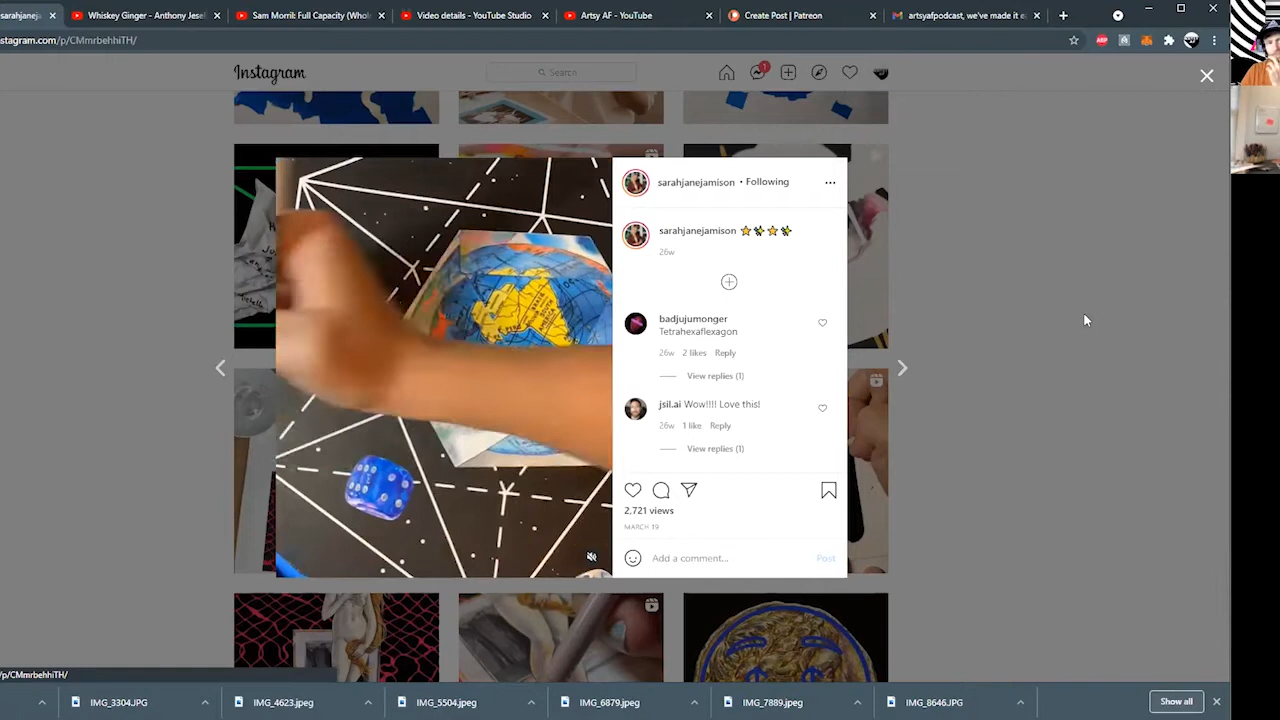 sarahjanejamiso
Whiskey Ginger - Anthony Jesel
Sam Morril: Full Capacity (Whol
Video details - YouTube Studio
Artsy AF - YouTube
Create Post | Patreon
artsyafpodcast, we've made it e
stagram.com/p/CMmrbehhiTH/
ABP
Instagram
Search
1
sarahjanejamison • Following
sarahjanejamison ⭐✨⭐✨
26w
badjujumonger
Tetrahexaflexagon
26w 2 likes Reply
View replies (1)
jsil.ai Wow!!!! Love this!
26w 1 like Reply
View replies (1)
2,721 views
MARCH 19
Add a comment... Post
/p/CMmrbehhiTH/
IMG_3304.JPG
IMG_4623.jpeg
IMG_5504.jpeg
IMG_6879.jpeg
IMG_7889.jpeg
IMG_8646.JPG
Show all